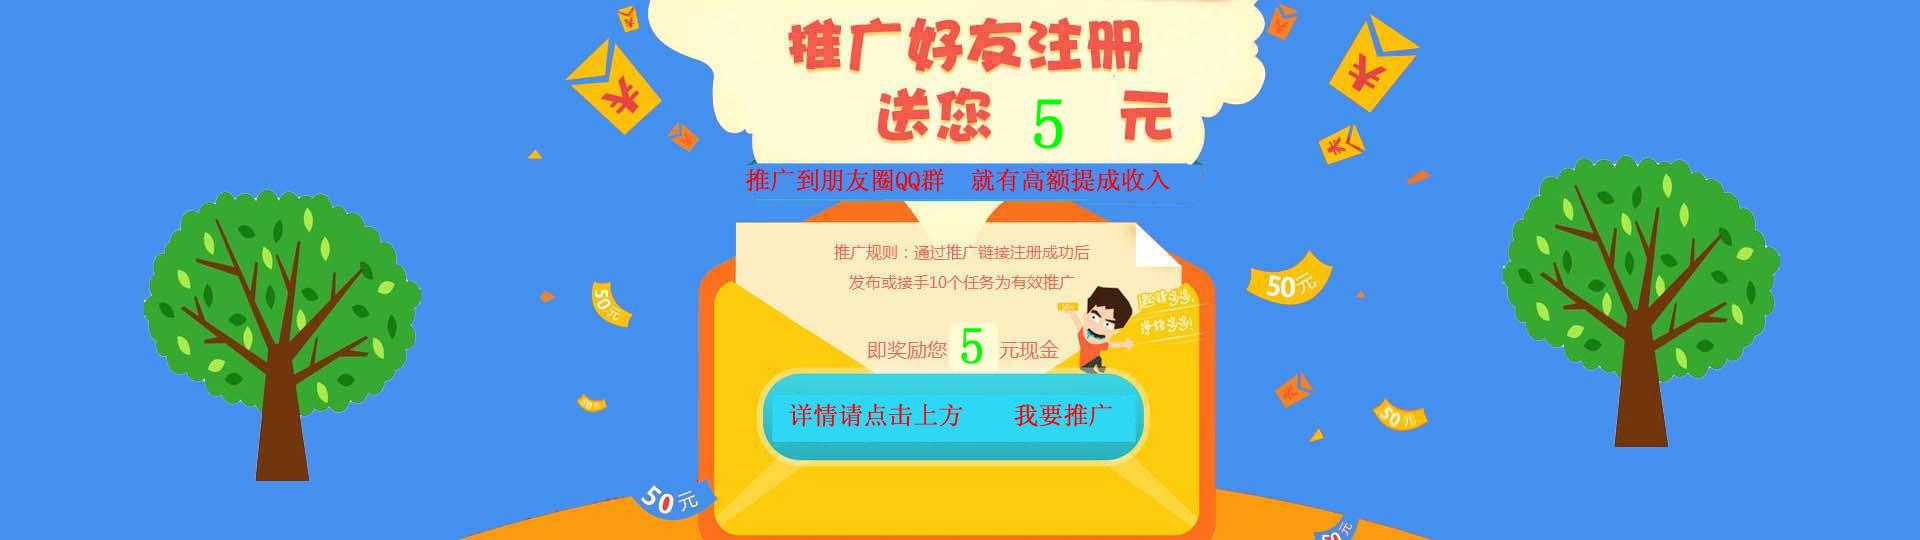 推广好友注册
送您 5 元
推广到朋友圈QQ群 就有高额提成收入
推广规则：通过推广链接注册成功后
发布或接手10个任务为有效推广
邀请多多!
即奖励您 5 元现金
详情请点击上方 我要推广
50元
50元
50元
50元
50元
50元